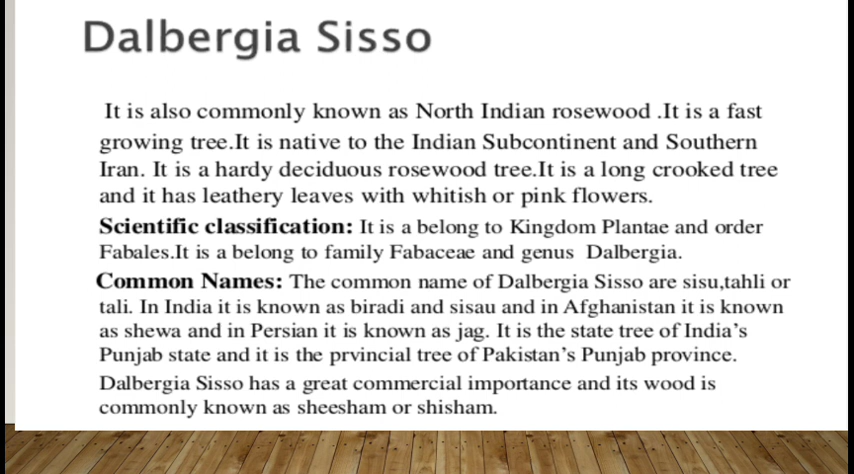 Dalbergia Sisso
It is also commonly known as North Indian rosewood .It is a fast
growing tree.It is native to the Indian Subcontinent and Southern
Iran. It is a hardy deciduous rosewood tree.It is a long crooked tree
and it has leathery leaves with whitish or pink flowers.
Scientific classification: It is a belong to Kingdom Plantae and order
Fabales.It is a belong to family Fabaceae and genus Dalbergia.
Common Names: The common name of Dalbergia Sisso are sisu,tahli or
tali. In India it is known as biradi and sisau and in Afghanistan it is known
as shewa and in Persian it is known as jag. It is the state tree of India's
Punjab state and it is the prvincial tree of Pakistan's Punjab province.
Dalbergia Sisso has a great commercial importance and its wood is
commonly known as sheesham or shisham.